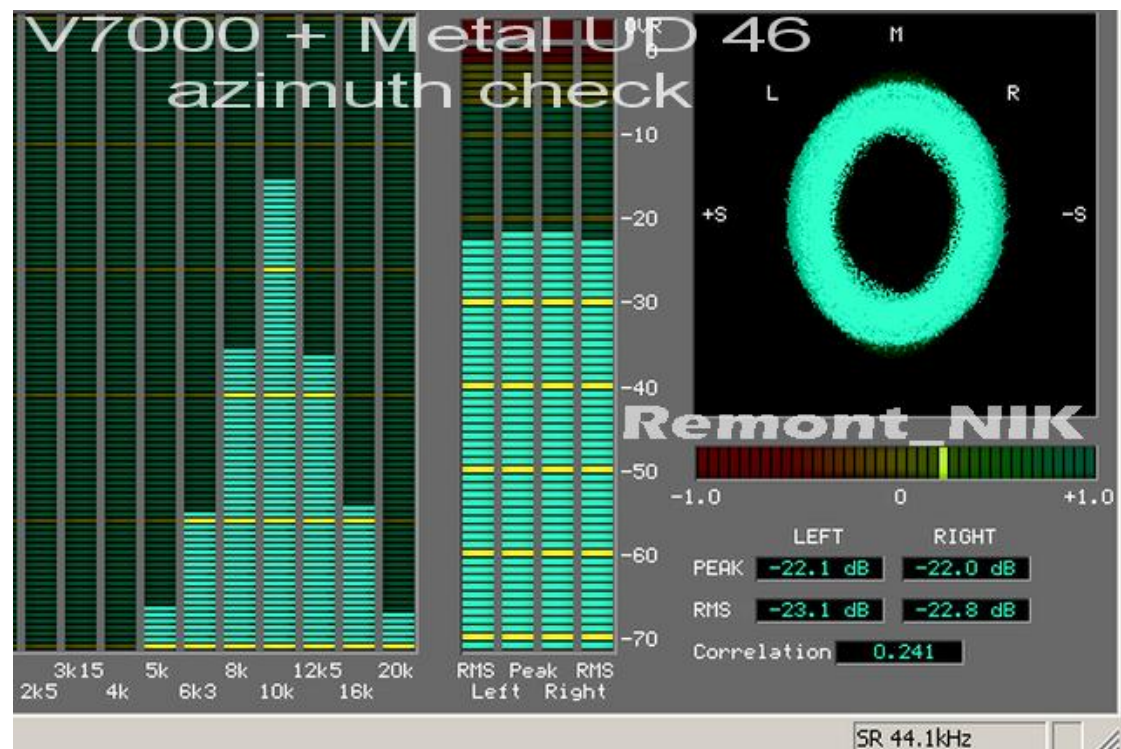 V7000 + Metal UD 46
azimuth check
OVR
0
-10
-20
-30
-40
-50
-60
-70
3k15 5k 8k 12k5 20k
2k5 4k 6k3 10k 16k
RMS Peak RMS
Left Right
M
L R
+S -S
Remont_NIK
-1.0 0 +1.0
LEFT RIGHT
PEAK -22.1 dB -22.0 dB
RMS -23.1 dB -22.8 dB
Correlation 0.241
SR 44.1kHz